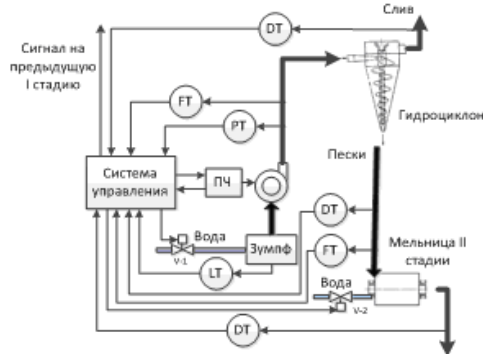 Слив
DT
Сигнал на
предыдущую
I стадию
FT
PT
Гидроциклон
Пески
Система
управления
ПЧ
DT
Вода
Зумпф
V-1
FT
Мельница II
стадии
LT
Вода
V-2
DT